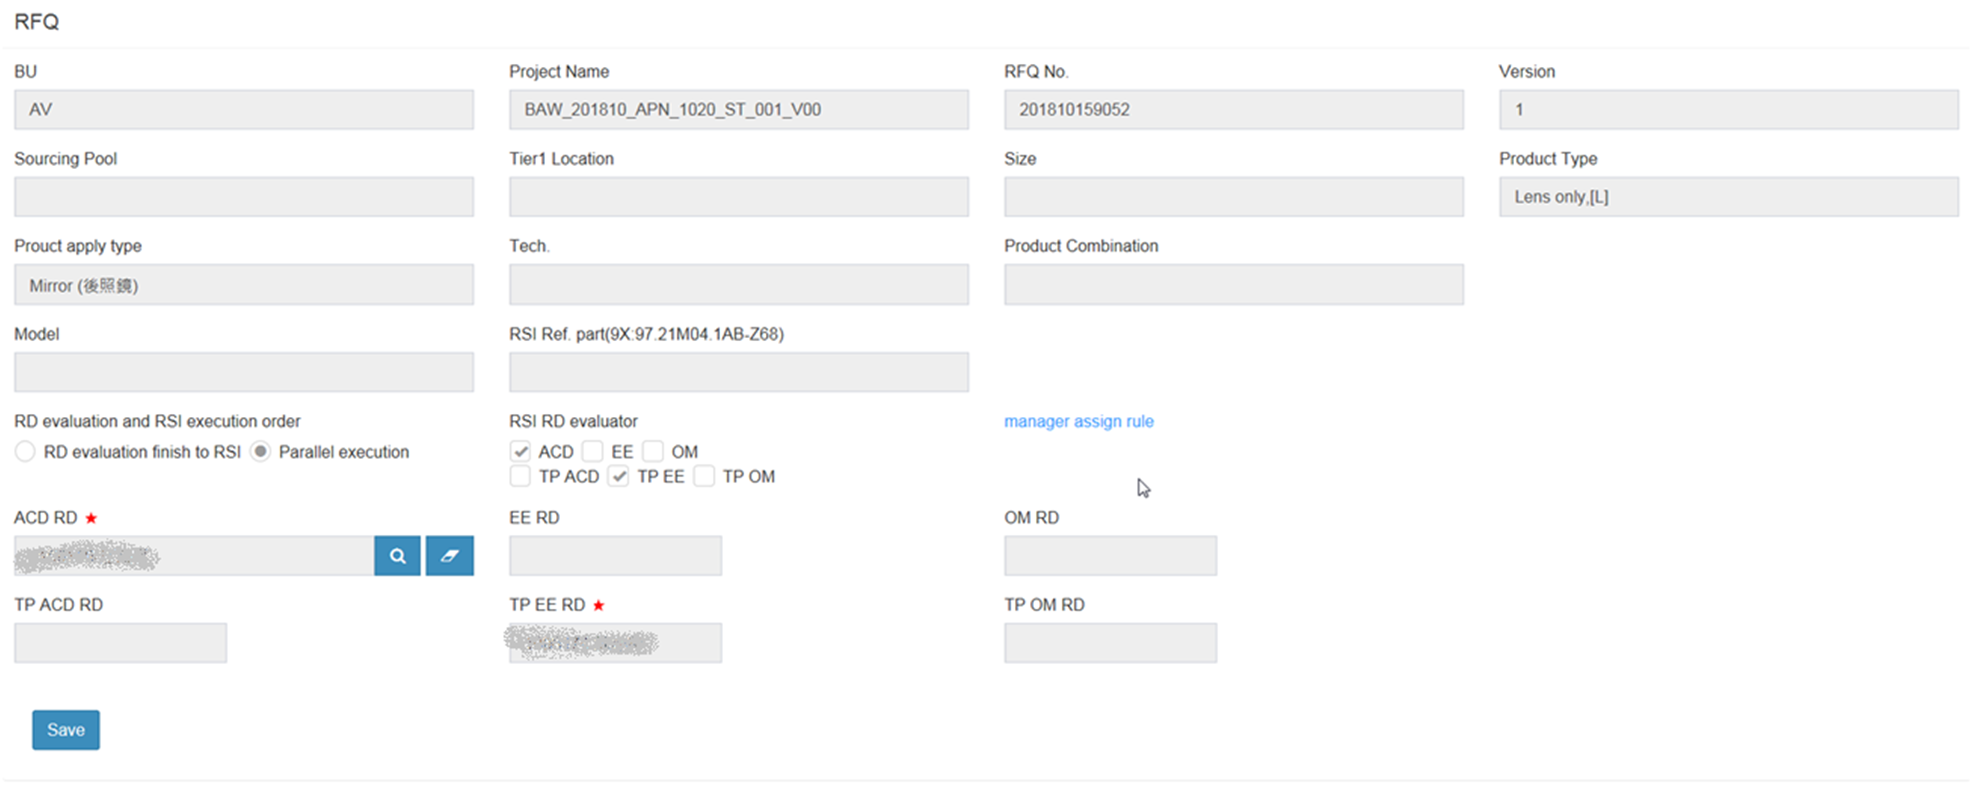 RFQ
BU Project Name RFQ No. Version
AV BAW_201810_APN_1020_ST_001_V00 201810159052 1
Sourcing Pool Tier1 Location Size Product Type
Lens only,[L]
Prouct apply type Tech. Product Combination
Mirror (後照鏡)
Model RSI Ref. part(9X:97.21M04.1AB-Z68)
RD evaluation and RSI execution order RSI RD evaluator manager assign rule
RD evaluation finish to RSI Parallel execution ACD EE OM
TP ACD TP EE TP OM
ACD RD ★ EE RD OM RD
TP ACD RD TP EE RD ★ TP OM RD
Save